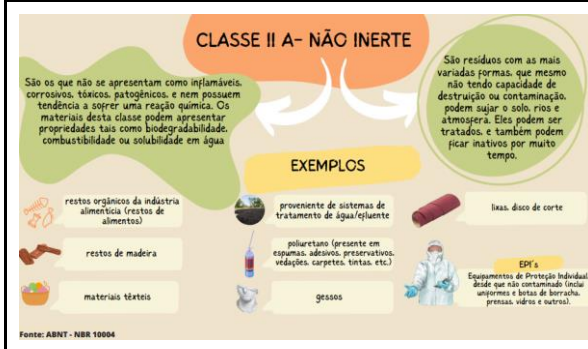 CLASSE II A- NÃO INERTE
São os que não se apresentam como inflamáveis,
corrosivos, tóxicos, patogênicos, e nem possuem
tendência a sofrer uma reação química. Os
materiais desta classe podem apresentar
propriedades tais como biodegradabilidade,
combustibilidade ou solubilidade em água
São resíduos com as mais
variadas formas, que mesmo
não tendo capacidade de
destruição ou contaminação,
podem sujar o solo, rios e
atmosfera. Eles podem ser
tratados, e também podem
ficar inativos por muito
tempo.
EXEMPLOS
restos orgânicos da indústria
alimentícia (restos de
alimentos)
restos de madeira
materiais têxteis
proveniente de sistemas de
tratamento de água/efluente
poliuretano (presente em
espumas, adesivos, preservativos,
vedações, carpetes, tintas, etc.)
gessos
lixas, disco de corte
EPI's
Equipamentos de Proteção Individual,
desde que não contaminado (inclui
uniformes e botas de borracha,
prensas, vidros e outros).
Fonte: ABNT - NBR 10004